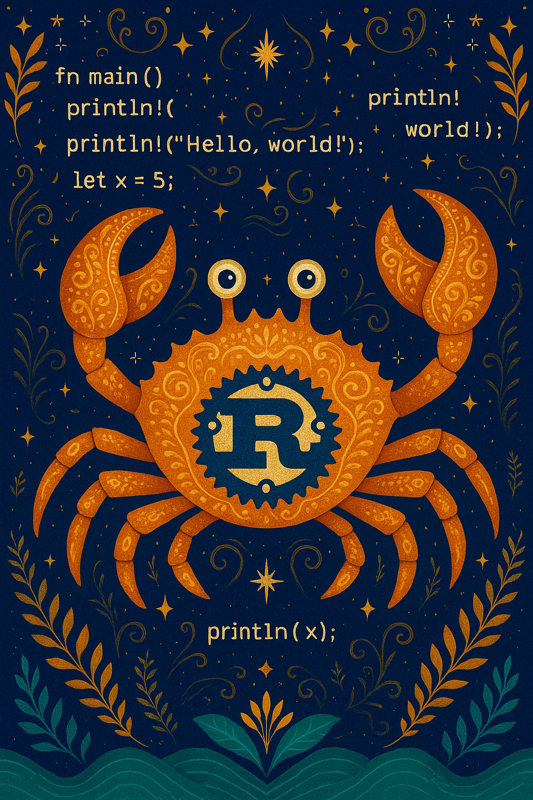 fn main()
println!(
println!("Hello, world!');
let x = 5;
println!
world!);
R
println(x);